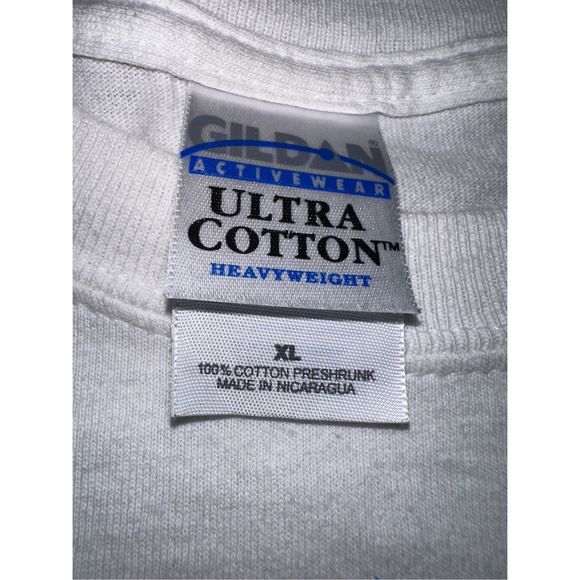 GILDAN®
ACTIVEWEAR
ULTRA
COTTON™
HEAVYWEIGHT
XL
100% COTTON PRESHRUNK
MADE IN NICARAGUA